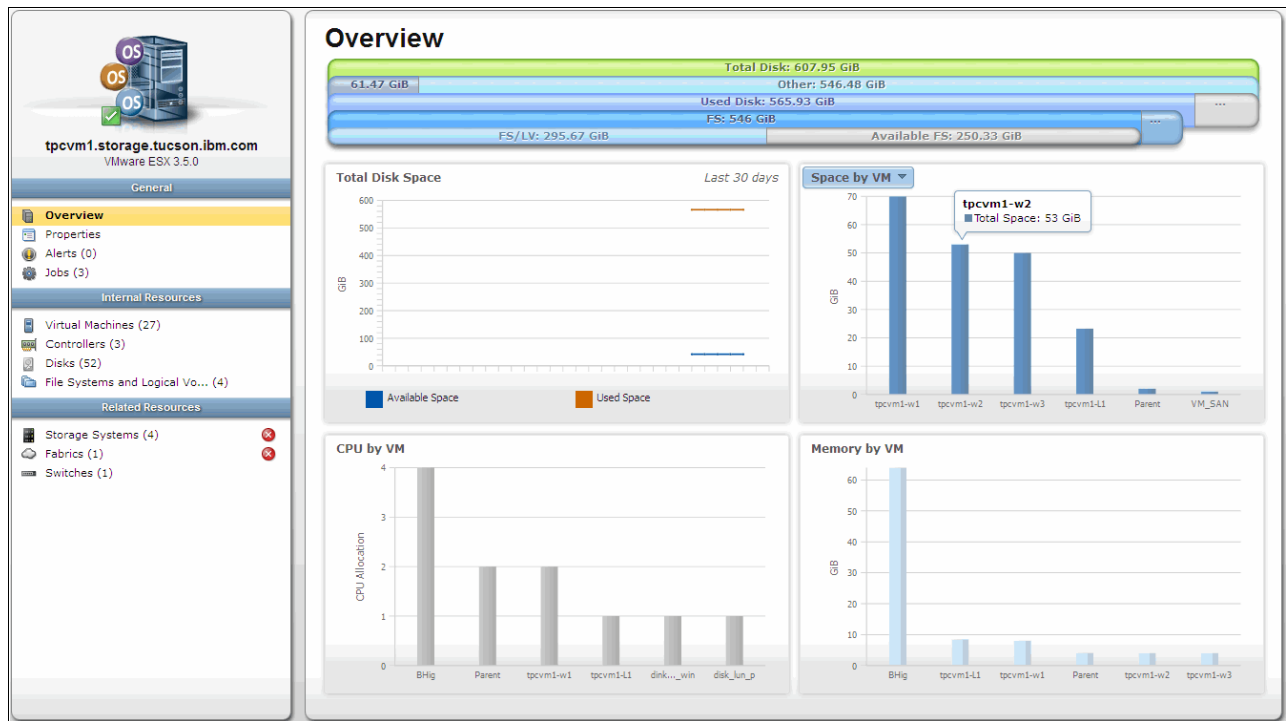 OS
OS
OS
tpcvm1.storage.tucson.ibm.com
VMware ESX 3.5.0
General
Overview
Properties
Alerts (0)
Jobs (3)
Internal Resources
Virtual Machines (27)
Controllers (3)
Disks (52)
File Systems and Logical Vo... (4)
Related Resources
Storage Systems (4)
Fabrics (1)
Switches (1)
Overview
Total Disk: 607.95 GiB
61.47 GiB Other: 546.48 GiB
Used Disk: 565.93 GiB ...
FS: 546 GiB ...
FS/LV: 295.67 GiB Available FS: 250.33 GiB
Total Disk Space Last 30 days
600
500
400
300
200
100
0
GiB
Available Space Used Space
Space by VM
tpcvm1-w2
Total Space: 53 GiB
70
60
50
40
30
20
10
0
GiB
tpcvm1-w1 tpcvm1-w2 tpcvm1-w3 tpcvm1-L1 Parent VM_SAN
CPU by VM
4
3
2
1
0
CPU Allocation
BHig Parent tpcvm1-w1 tpcvm1-L1 dink..._win disk_lun_p
Memory by VM
60
50
40
30
20
10
0
GiB
BHig tpcvm1-L1 tpcvm1-w1 Parent tpcvm1-w2 tpcvm1-w3